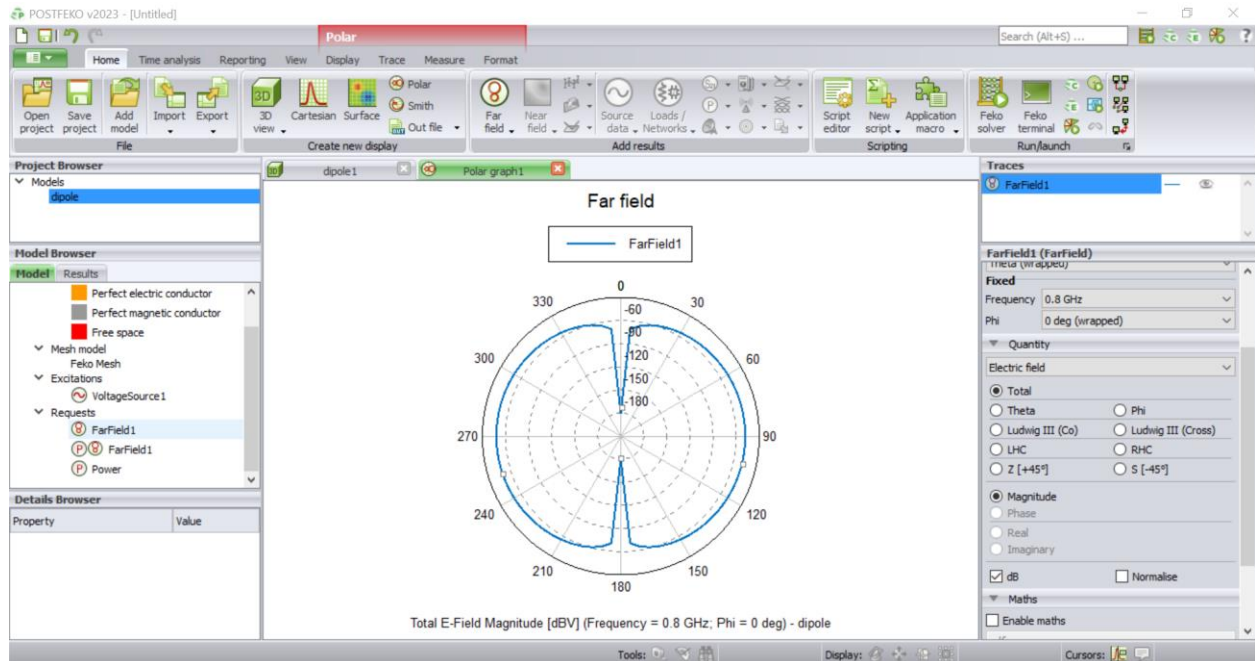 POSTFEKO v2023 - [Untitled]
Polar
Search (Alt+S) ...
Home Time analysis Reporting View Display Trace Measure Format
Open project
Save project
Add model
Import
Export
File
3D view
Cartesian
Surface
Polar
Smith
Out file
Create new display
Far field
Near field
Source data
Loads / Networks
Add results
Script editor
New script
Application macro
Scripting
Feko solver
Feko terminal
Run/launch
Project Browser
Models
dipole
Model Browser
Model Results
Perfect electric conductor
Perfect magnetic conductor
Free space
Mesh model
Feko Mesh
Excitations
VoltageSource1
Requests
FarField1
FarField1
Power
Details Browser
Property Value
dipole1
Polar graph1
Far field
FarField1
0
330 30
-60
-90
-120
300 60
-150
-180
270 90
240 120
210 150
180
Total E-Field Magnitude [dBV] (Frequency = 0.8 GHz; Phi = 0 deg) - dipole
Traces
FarField1
FarField1 (FarField)
Theta (wrapped)
Fixed
Frequency 0.8 GHz
Phi 0 deg (wrapped)
Quantity
Electric field
Total
Theta Phi
Ludwig III (Co) Ludwig III (Cross)
LHC RHC
Z [+45º] S [-45º]
Magnitude
Phase
Real
Imaginary
dB Normalise
Maths
Enable maths
Tools: Display: Cursors: